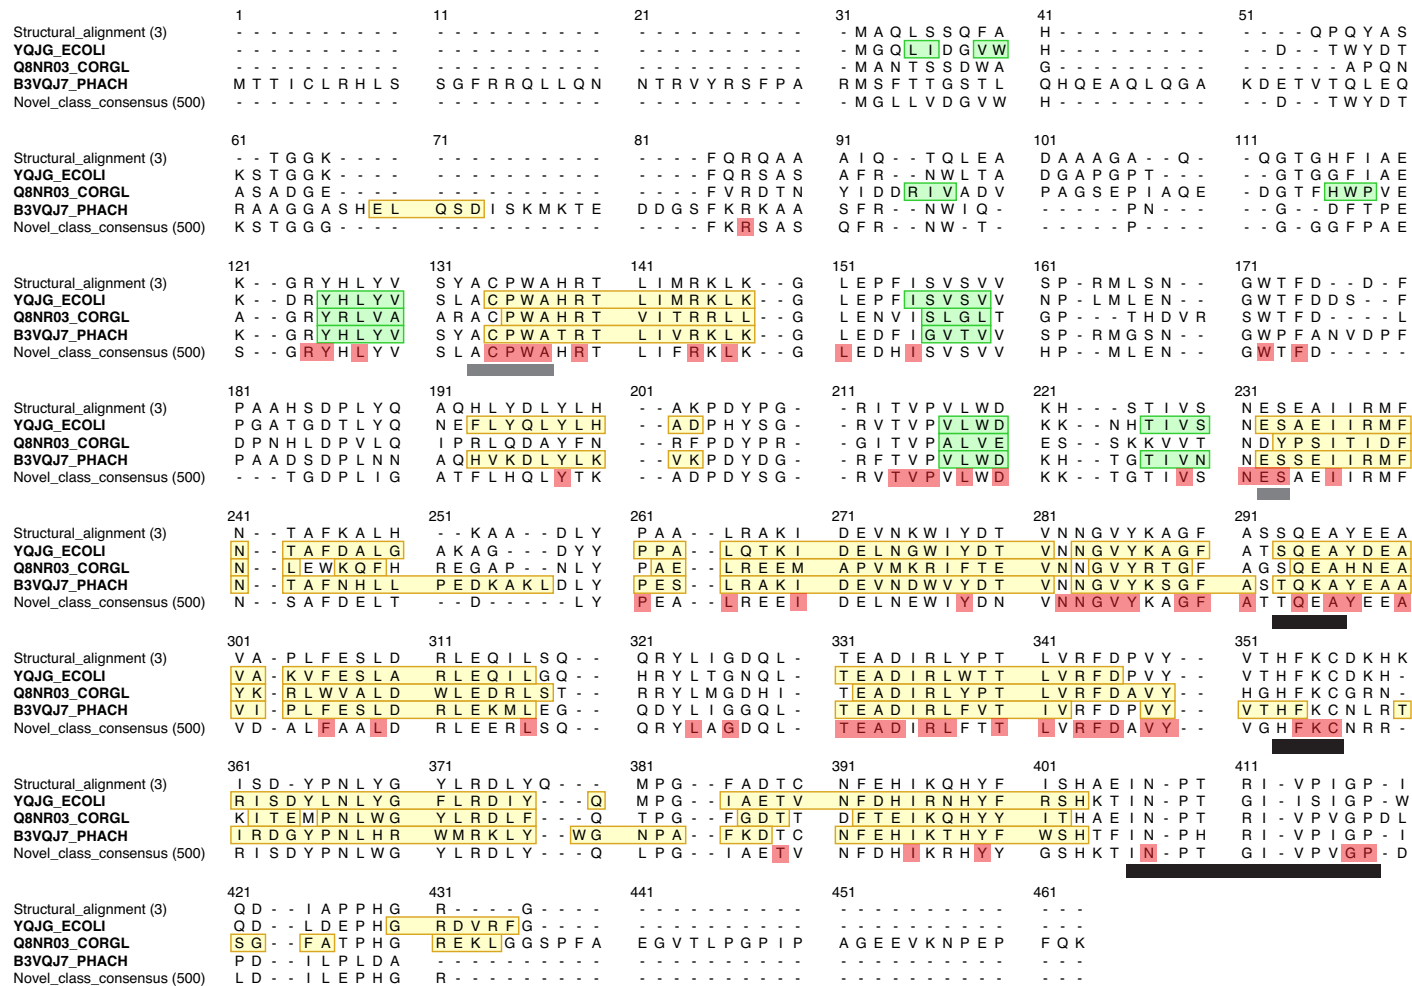 1 11 21 31 41 51
Structural_alignment (3) - - - - - - - - - - - - - - - - - - - - - - - - - - - - - - M A Q L S S Q F A H - - - - - - - - - - - - - Q P Q Y A S
YQJG_ECOLI - - - - - - - - - - - - - - - - - - - - - - - - - - - - - - - M G Q L I D G V W H - - - - - - - - - - - D - - T W Y D T
Q8NR03_CORGL - - - - - - - - - - - - - - - - - - - - - - - - - - - - - - - M A N T S S D W A G - - - - - - - - - - - - - - - A P Q N
B3VQJ7_PHACH M T T I C L R H L S S G F R R Q L L Q N N T R V Y R S F P A R M S F T T G S T L Q H Q E A Q L Q G A K D E T V T Q L E Q
Novel_class_consensus (500) - - - - - - - - - - - - - - - - - - - - - - - - - - - - - - - M G L L V D G V W H - - - - - - - - - - - D - - T W Y D T
61 71 81 91 101 111
Structural_alignment (3) - - T G G K - - - - - - - - - - - - - - - - - - F Q R Q A A A I Q - - T Q L E A D A A A G A - - Q - - Q G T G H F I A E
YQJG_ECOLI K S T G G K - - - - - - - - - - - - - - - - - - F Q R S A S A F R - - N W L T A D G A P G P T - - - - T G T G G F I A E
Q8NR03_CORGL A S A D G E - - - - - - - - - - - - - - - - - - F V R D T N Y I D D R I V A D V P A G S E P I A Q E - D G T F H W P V E
B3VQJ7_PHACH R A A G G A S H E L Q S D I S K M K T E D D G S F K R K A A S F R - - N W I Q - - - - - - P N - - - - - G - - D F T P E
Novel_class_consensus (500) K S T G G G - - - - - - - - - - - - - - - - - - F K R S A S Q F R - - N W - T - - - - - - P - - - - - - G - G G F P A E
121 131 141 151 161 171
Structural_alignment (3) K - - G R Y H L Y V S Y A C P W A H R T L I M R K L K - - G L E P F I S V S V V S P - R M L S N - - G W T F D - - D - F
YQJG_ECOLI K - - D R Y H L Y V S L A C P W A H R T L I M R K L K - - G L E P F I S V S V V N P - L M L E N - - G W T F D D S - F
Q8NR03_CORGL A - - G R Y R L V A A R A C P W A H R T V I T R R L L - - G L E N V - S L G L T G P - - - T H D V R S W T F D - - - L
B3VQJ7_PHACH K - - G R Y H L Y V S Y A C P W A T R T L I V R K L K - - G L E D F I G V T V V S P - R M G S N - - G W P F A N V D P F
Novel_class_consensus (500) S - - G R Y H L Y V S L A C P W A H R T L I F R K L K - - G L E D H I S V S V V H P - - M L E N - - G W T F D - - - - -
181 191 201 211 221 231
Structural_alignment (3) P A A H S D P L Y Q A Q H L Y D L Y L H - - A K P D Y P G - - R I T V P V L W D K H - - - S T I V S N E S E A I I R M F
YQJG_ECOLI P G A T G D T L Y Q N E F L Y Q L Y L H - - A D P H Y S G - - R V T V P V L W D K K - - N H T I V S N E S A E I I R M F
Q8NR03_CORGL D P N H L D P V L Q I P R L Q D A Y F N - - R F P D Y P R - - G I T V P A L V E E S - - S K K V V T N D Y P S I T I D F
B3VQJ7_PHACH P A A D S D P L N N A Q H V K D L Y L K - - V K P D Y D G - - R F T V P V L W D K H - - T G T I V N N E S S E I I R M F
Novel_class_consensus (500) - - - T G D P L I G A T F L H Q L Y T K - - A D P D Y S G - - R V T V P V L W D K K - - T G T I V S N E S A E I I R M F
241 251 261 271 281 291
Structural_alignment (3) N - - T A F K A L H - - K A A - - D L Y P A A - - L R A K I D E V N K W I Y D T V N N G V Y K A G F A S S Q E A Y E E A
YQJG_ECOLI N - - T A F D A L G A K A G - - - D Y Y P P A - - L Q T K I D E L N G W I Y D T V N N G V Y K A G F A T S Q E A Y D E A
Q8NR03_CORGL N - - L E W K Q F H R E G A P - - N L Y P A E - - L R E E M A P V M K R I F T E V N N G V Y R T G F A G S Q E A H N E A
B3VQJ7_PHACH N - - T A F N H L L P E D K A K L D L Y P E S - - L R A K I D E V N D W V Y D T V N N G V Y K S G F A S T Q K A Y E A A
Novel_class_consensus (500) N - - S A F D E L T - - D - - - - - L Y P E A - - L R E E I D E L N E W I Y D N V N N G V Y K A G F A T T Q E A Y E E A
301 311 321 331 341 351
Structural_alignment (3) V A - P L F E S L D R L E Q I L S Q - - Q R Y L I G D Q L - T E A D I R L Y P T L V R F D P V Y - - V T H F K C D K H K
YQJG_ECOLI V A - K V F E S L A R L E Q I L G Q - - H R Y L T G N Q L - T E A D I R L W T T L V R F D P V Y - - V T H F K C D K H -
Q8NR03_CORGL Y K - R L W V A L D W L E D R L S T - - R R Y L M G D H I - T E A D I R L Y P T L V R F D A V Y - - H G H F K C G R N -
B3VQJ7_PHACH V I - P L F E S L D R L E K M L E G - - Q D Y L I G G Q L - T E A D I R L F V T I V R F D P V Y - - V T H F K C N L R T
Novel_class_consensus (500) V D - A L F A A L D R L E E R L S Q - - Q R Y L A G D Q L - T E A D I R L F T T L V R F D A V Y - - V G H F K C N R R -
361 371 381 391 401 411
Structural_alignment (3) I S D - Y P N L Y G Y L R D L Y Q - - - M P G - - F A D T C N F E H I K Q H Y F I S H A E I N - P T R I - V P I G P - I
YQJG_ECOLI R I S D Y L N L Y G F L R D I Y - - - Q M P G - - I A E T V N F D H I R N H Y F R S H K T I N - P T G I - I S I G P - W
Q8NR03_CORGL K I T E M P N L W G Y L R D L F - - - Q T P G - - F G D T T D F T E I K Q H Y Y I T H A E I N - P T R I - V P V G P D L
B3VQJ7_PHACH I R D G Y P N L H R W M R K L Y - W G N P A - - F K D T C N F E H I K T H Y F W S H T F I N - P H R I - V P I G P - I
Novel_class_consensus (500) R I S D Y P N L W G Y L R D L Y - - - Q L P G - - I A E T V N F D H I K R H Y Y G S H K T I N - P T G I - V P V G P - D
421 431 441 451 461
Structural_alignment (3) Q D - - I A P P H G R - - - - G - - - - - - - - - - - - - - - - - - - - - - - - - - -
YQJG_ECOLI Q D - - L D E P H G R D V R F G - - - - - - - - - - - - - - - - - - - - - - - - - - -
Q8NR03_CORGL S G - - F A T P H G R E K L G G S P F A E G V T L P G P I P A G E E V K N P E P F Q K
B3VQJ7_PHACH P D - - I L P L D A - - - - - - - - - - - - - - - - - - - - - - - - - - - - - - - - -
Novel_class_consensus (500) L D - - I L E P H G R - - - - - - - - - - - - - - - - - - - - - - - - - - - - - - - -